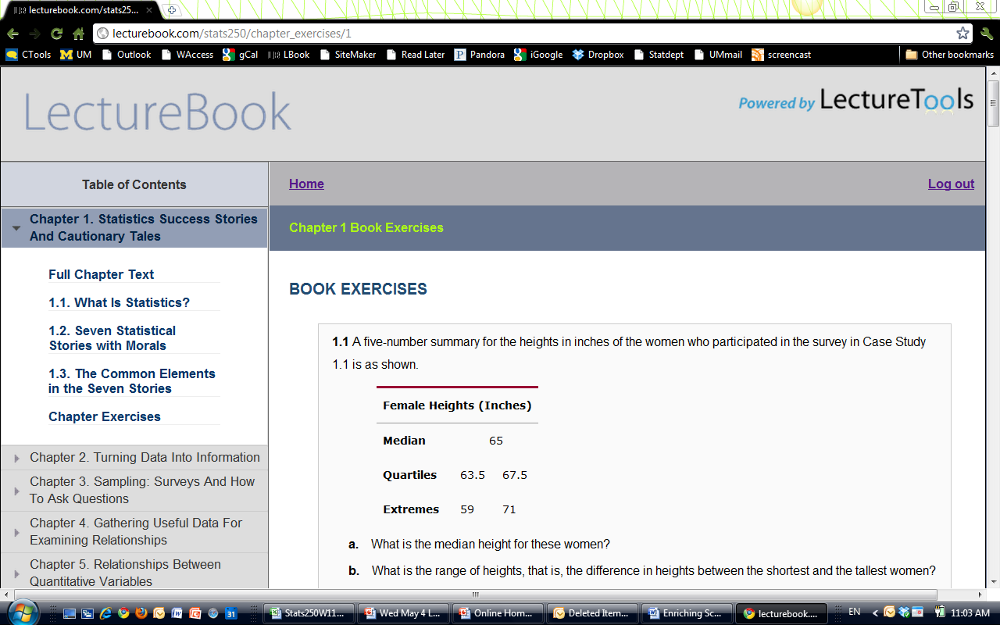 lecturebook.com/stats25...
lecturebook.com/stats250/chapter_exercises/1
CTools UM Outlook WAccess gCal LBook SiteMaker Read Later Pandora iGoogle Dropbox Statdept UMmail screencast Other bookmarks
LectureBook
Powered by LectureTools
Table of Contents
Home
Log out
Chapter 1. Statistics Success Stories
And Cautionary Tales
Chapter 1 Book Exercises
Full Chapter Text
1.1. What Is Statistics?
1.2. Seven Statistical
Stories with Morals
1.3. The Common Elements
in the Seven Stories
Chapter Exercises
Chapter 2. Turning Data Into Information
Chapter 3. Sampling: Surveys And How
To Ask Questions
Chapter 4. Gathering Useful Data For
Examining Relationships
Chapter 5. Relationships Between
Quantitative Variables
BOOK EXERCISES
1.1 A five-number summary for the heights in inches of the women who participated in the survey in Case Study
1.1 is as shown.
Female Heights (Inches)
Median 65
Quartiles 63.5 67.5
Extremes 59 71
a. What is the median height for these women?
b. What is the range of heights, that is, the difference in heights between the shortest and the tallest women?
31 Stats250W11... Wed May 4 L... Online Hom... Deleted Item... Enriching Sc... lecturebook.... EN 11:03 AM